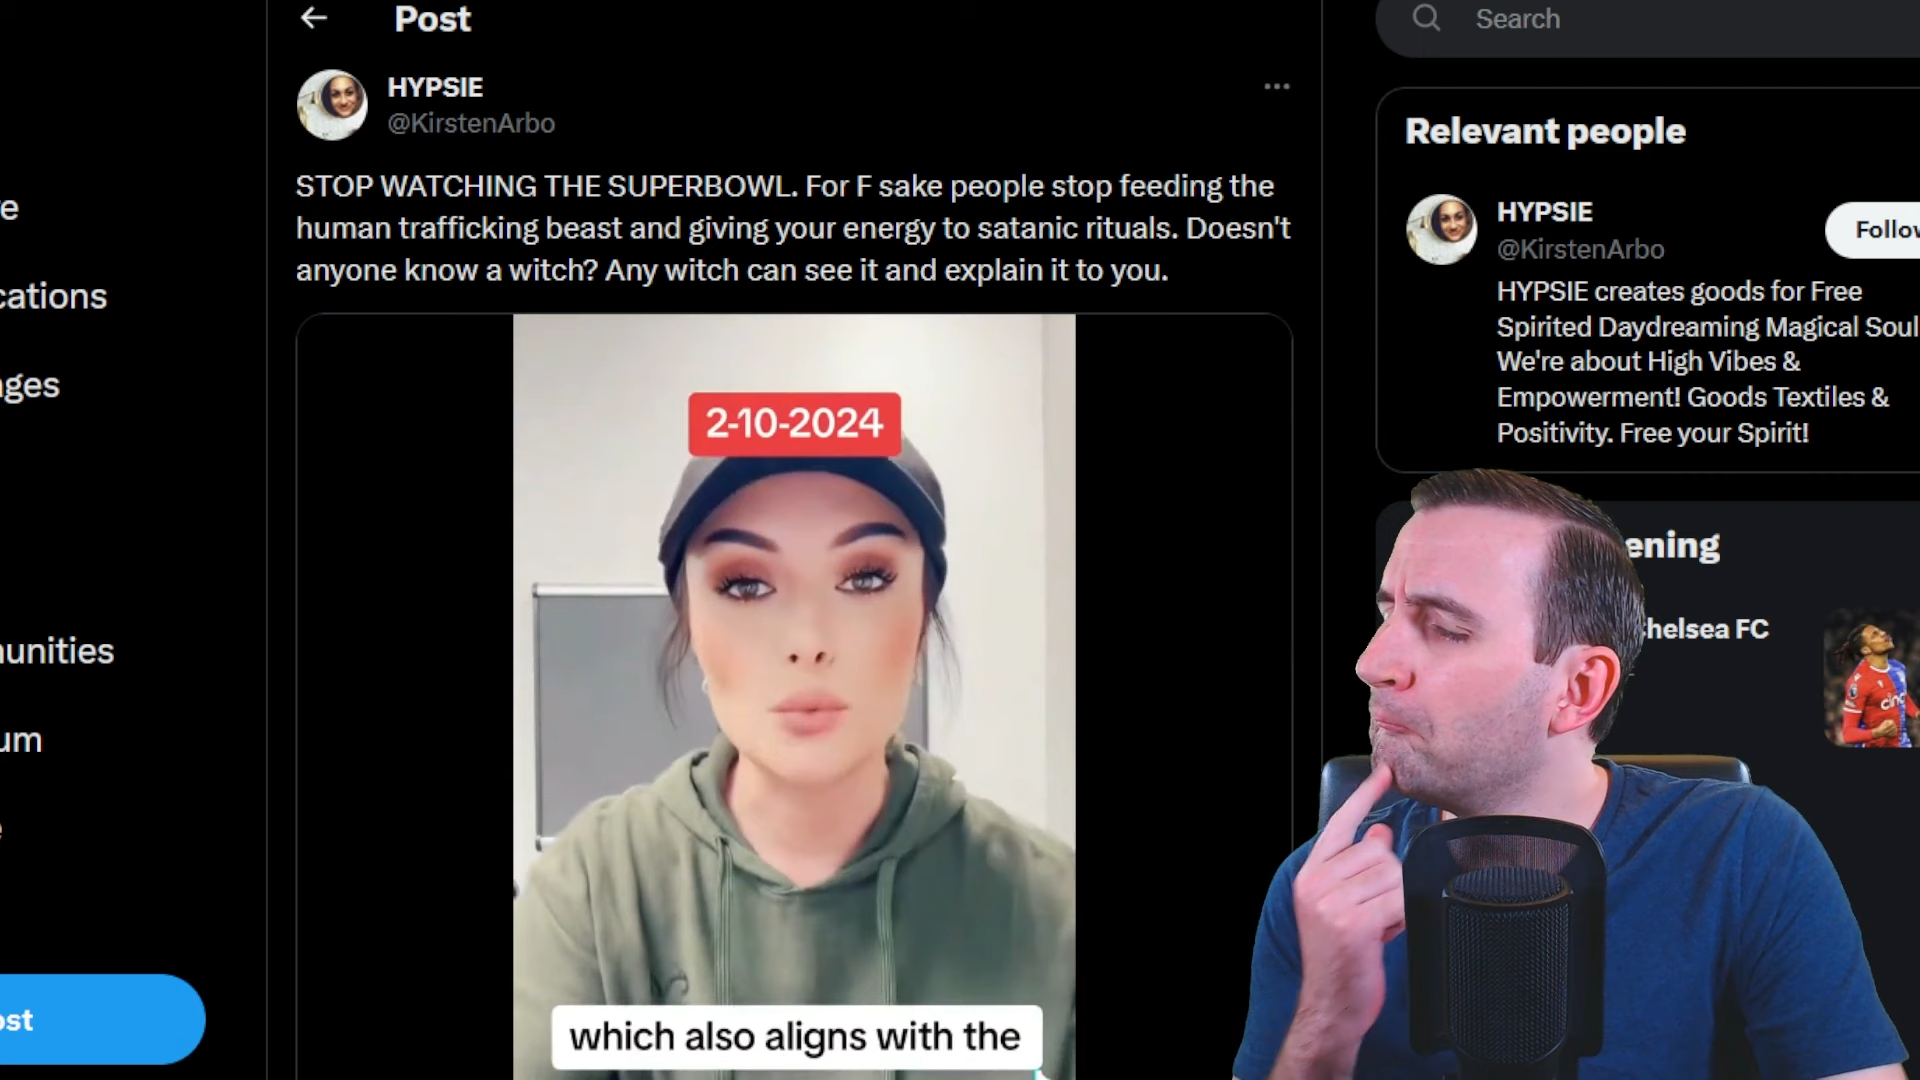 Post
HYPSIE
@KirstenArbo
STOP WATCHING THE SUPERBOWL. For F sake people stop feeding the
human trafficking beast and giving your energy to satanic rituals. Doesn't
anyone know a witch? Any witch can see it and explain it to you.
2-10-2024
which also aligns with the
Search
Relevant people
HYPSIE
@KirstenArbo
Follow
HYPSIE creates goods for Free
Spirited Daydreaming Magical Soul
We're about High Vibes &
Empowerment! Goods Textiles &
Positivity. Free your Spirit!
ening
helsea FC
cinc
e
cations
ges
unities
um
e
ost